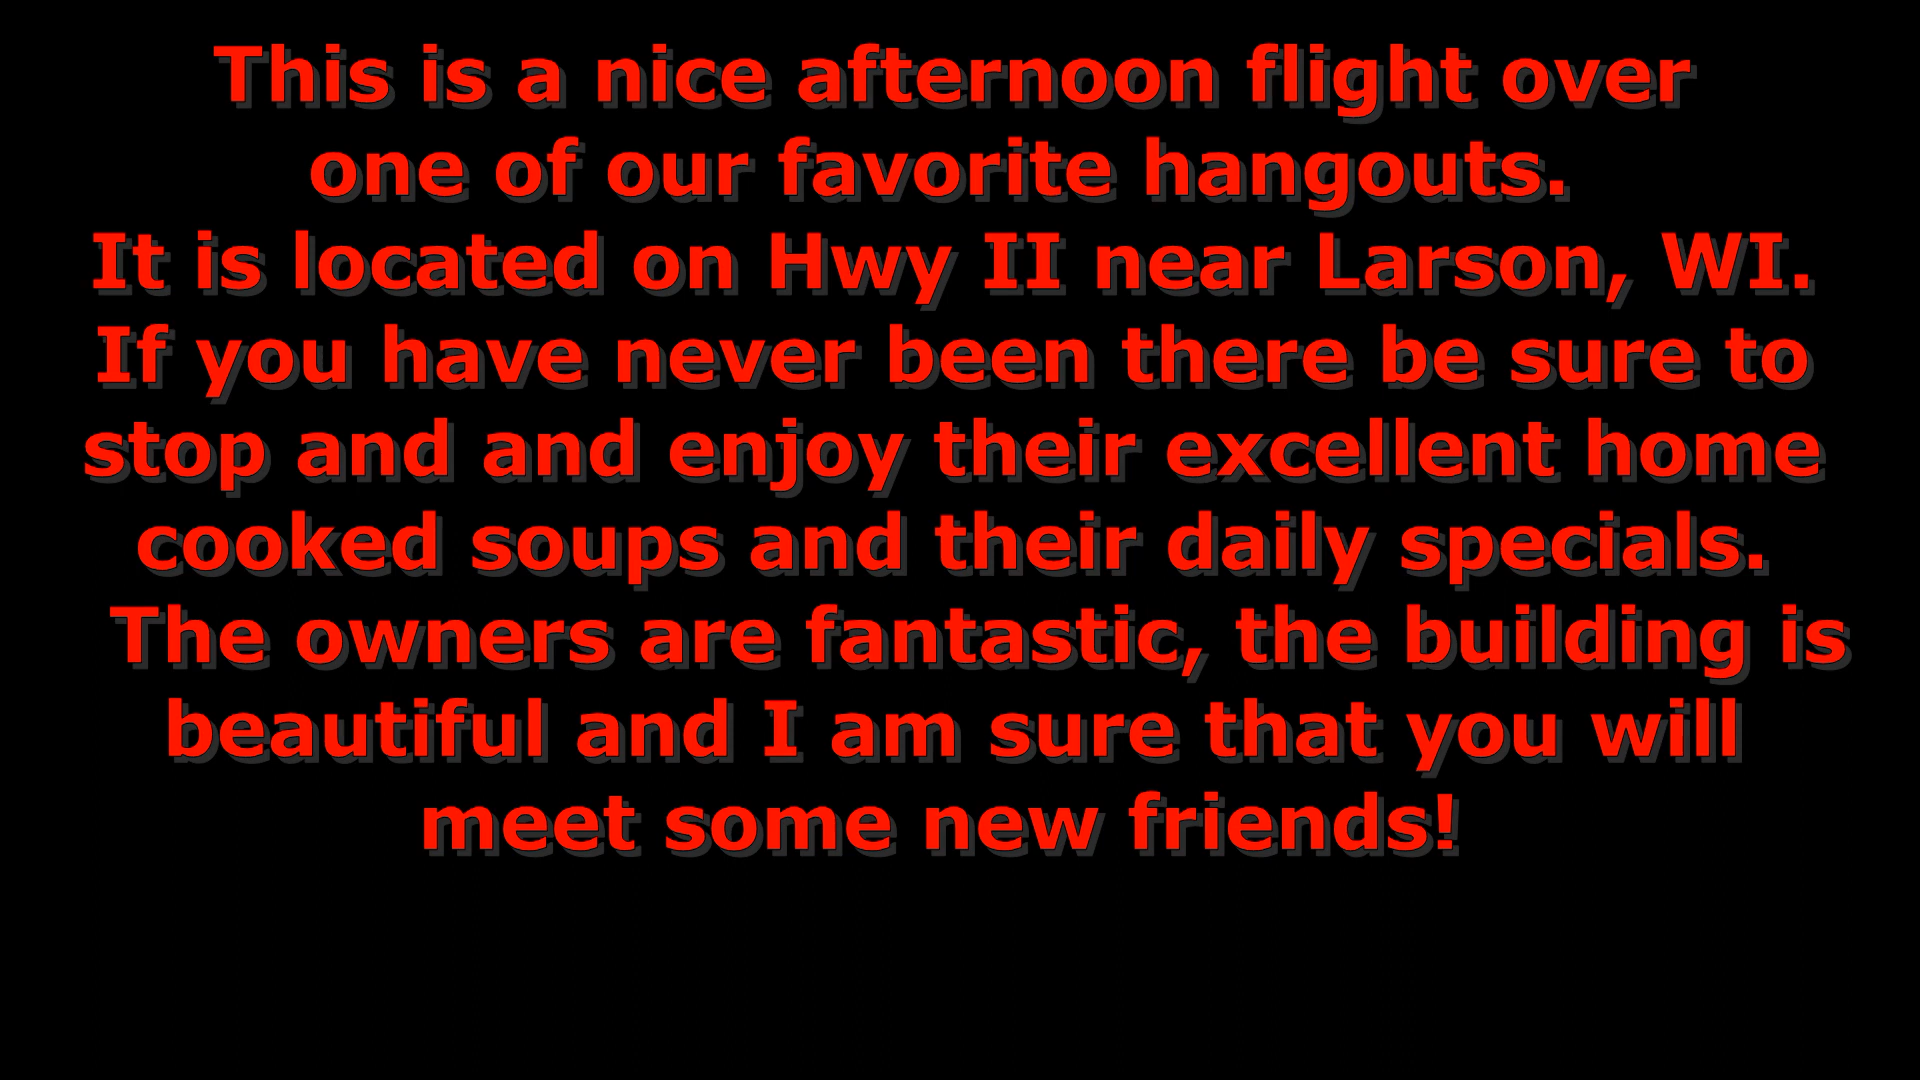 This is a nice afternoon flight over
one of our favorite hangouts.
It is located on Hwy II near Larson, WI.
If you have never been there be sure to
stop and and enjoy their excellent home
cooked soups and their daily specials.
The owners are fantastic, the building is
beautiful and I am sure that you will
meet some new friends!